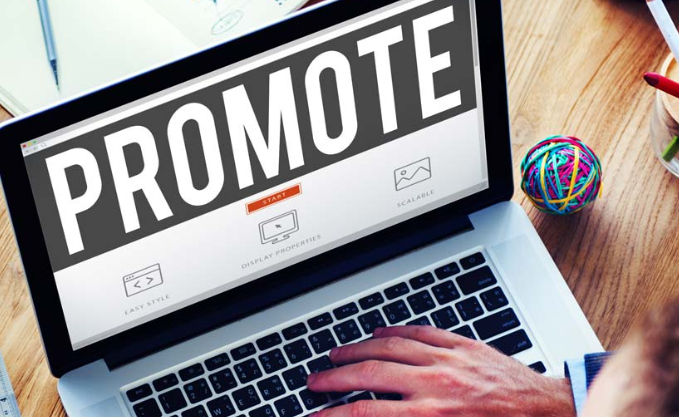 PROMOTE
START
EASY STYLE
DISPLAY PROPERTIES
SCALABLE